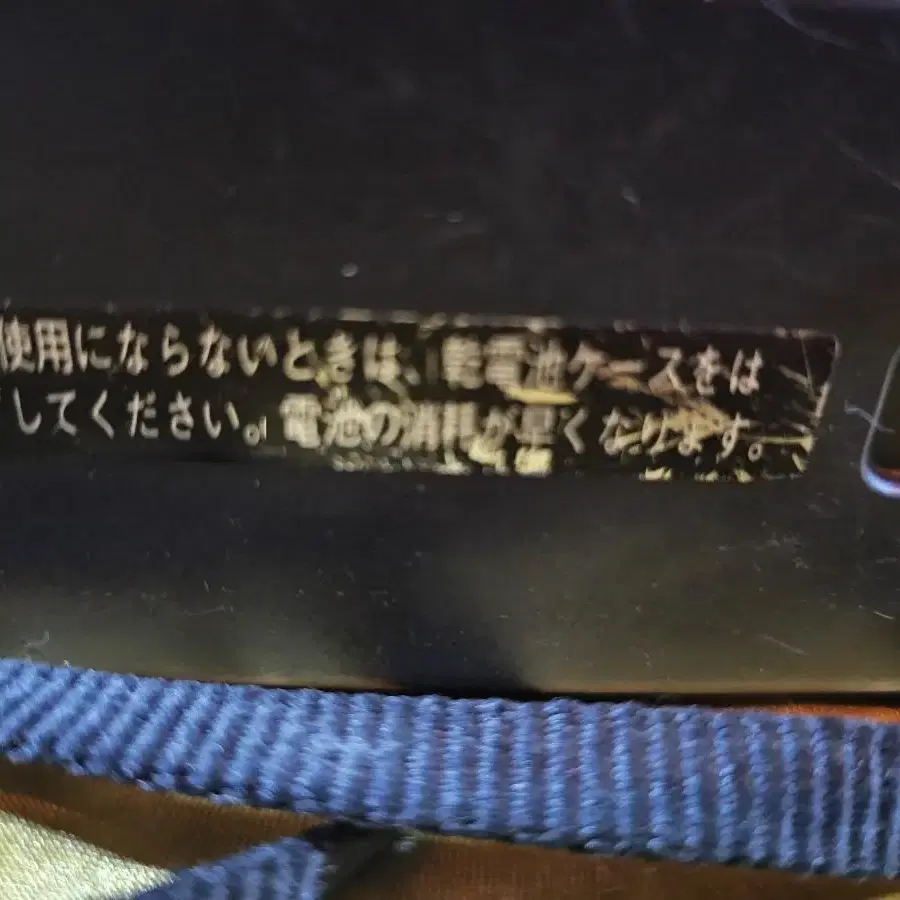 使用にならないときは、乾電池ケースをは
してください。電池の消耗が早くなります。